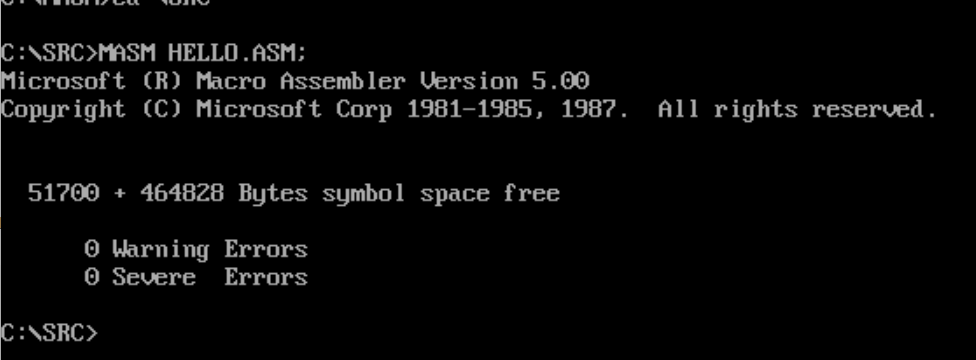 C:\SRC>MASM HELLO.ASM;
Microsoft (R) Macro Assembler Version 5.00
Copyright (C) Microsoft Corp 1981-1985, 1987.  All rights reserved.
51700 + 464828 Bytes symbol space free
0 Warning Errors
0 Severe  Errors
C:\SRC>